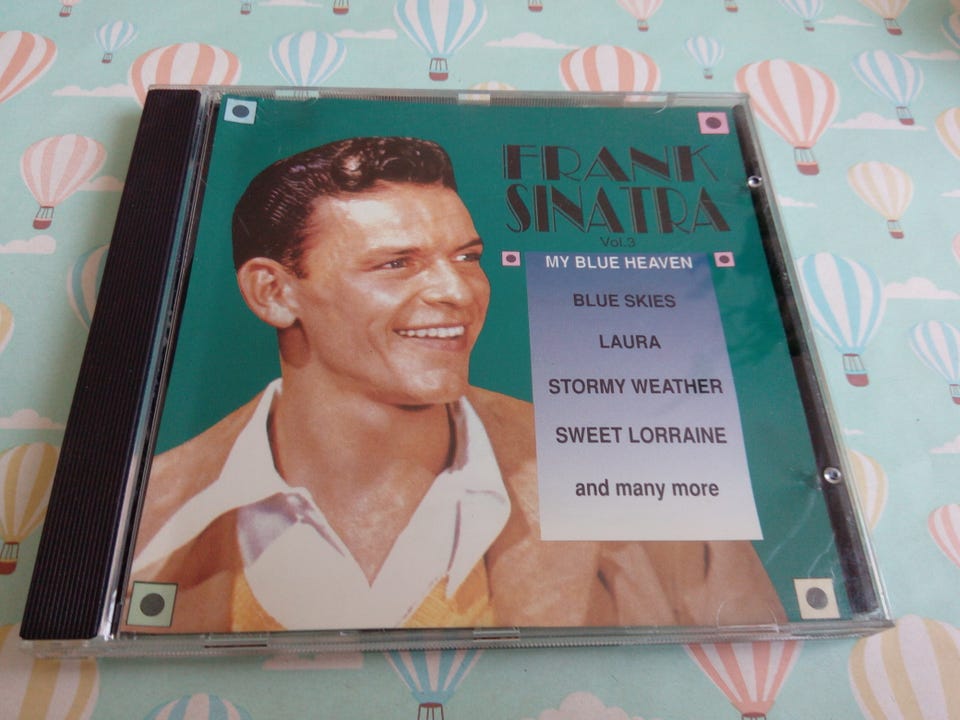 FRANK
SINATRA
Vol.3
MY BLUE HEAVEN
BLUE SKIES
LAURA
STORMY WEATHER
SWEET LORRAINE
and many more